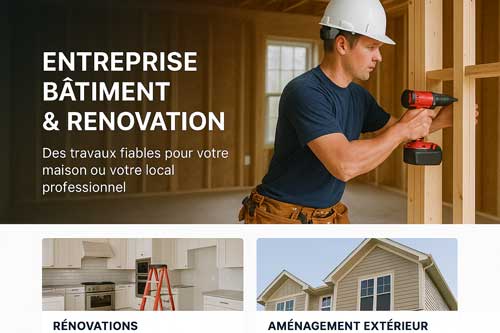 ENTREPRISE
BÂTIMENT
& RENOVATION
Des travaux fiables pour votre
maison ou votre local
professionnel
RÉNOVATIONS
AMÉNAGEMENT EXTÉRIEUR